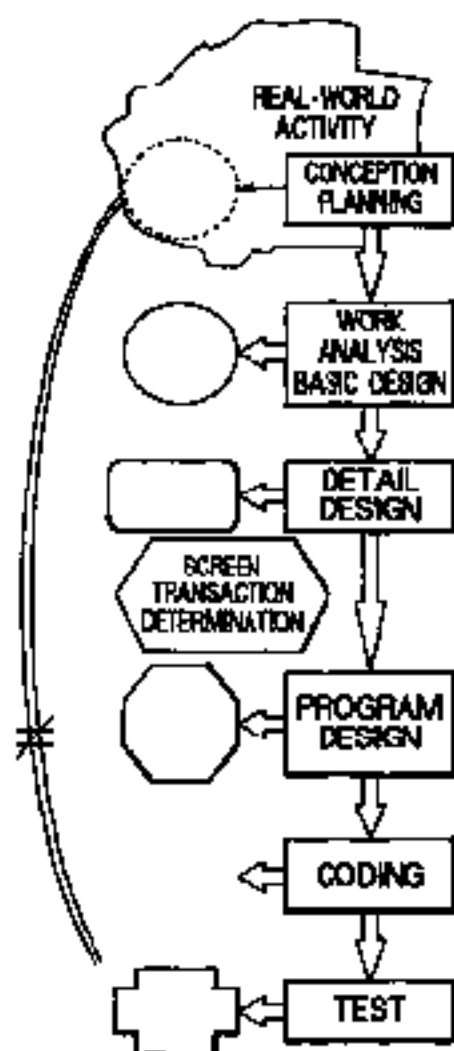 REAL-WORLD
ACTIVITY
CONCEPTION
PLANNING
WORK
ANALYSIS
BASIC DESIGN
DETAIL
DESIGN
SCREEN
TRANSACTION
DETERMINATION
PROGRAM
DESIGN
CODING
TEST